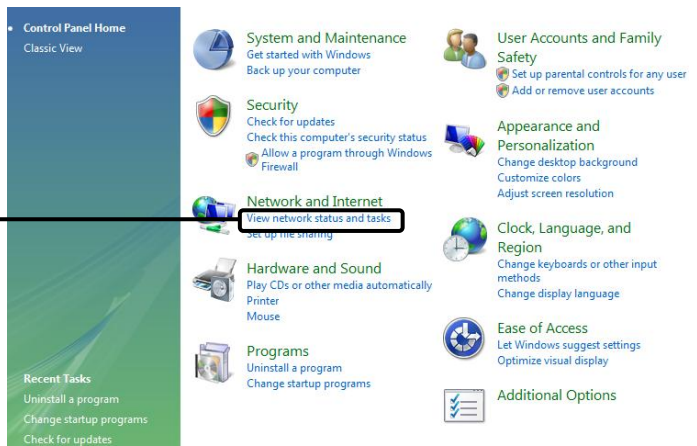 Control Panel Home
Classic View
Recent Tasks
Uninstall a program
Change startup programs
Check for updates
System and Maintenance
Get started with Windows
Back up your computer
Security
Check for updates
Check this computer's security status
Allow a program through Windows
Firewall
Network and Internet
View network status and tasks
Set up file sharing
Hardware and Sound
Play CDs or other media automatically
Printer
Mouse
Programs
Uninstall a program
Change startup programs
User Accounts and Family
Safety
Set up parental controls for any user
Add or remove user accounts
Appearance and
Personalization
Change desktop background
Customize colors
Adjust screen resolution
Clock, Language, and
Region
Change keyboards or other input
methods
Change display language
Ease of Access
Let Windows suggest settings
Optimize visual display
Additional Options